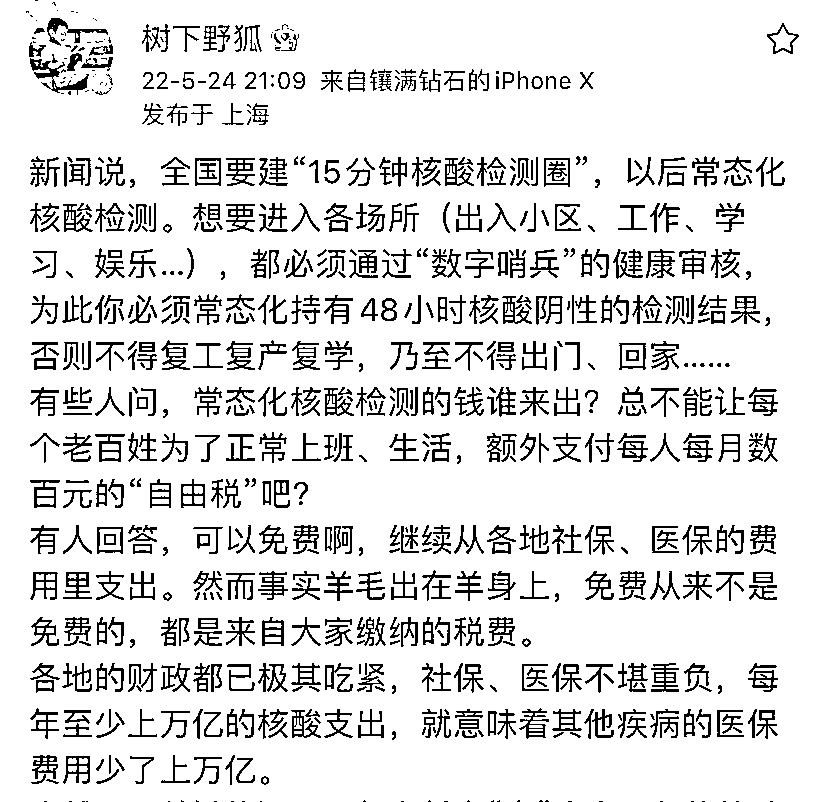 树下野狐
22-5-24 21:09 来自镶满钻石的iPhone X
发布于 上海
新闻说，全国要建“15分钟核酸检测圈”，以后常态化
核酸检测。想要进入各场所（出入小区、工作、学
习、娱乐...），都必须通过“数字哨兵”的健康审核，
为此你必须常态化持有48小时核酸阴性的检测结果，
否则不得复工复产复学，乃至不得出门、回家......
有些人问，常态化核酸检测的钱谁来出？总不能让每
个老百姓为了正常上班、生活，额外支付每人每月数
百元的“自由税”吧？
有人回答，可以免费啊，继续从各地社保、医保的费
用里支出。然而事实羊毛出在羊身上，免费从来不是
免费的，都是来自大家缴纳的税费。
各地的财政都已极其吃紧，社保、医保不堪重负，每
年至少上万亿的核酸支出，就意味着其他疾病的医保
费用少了上万亿。